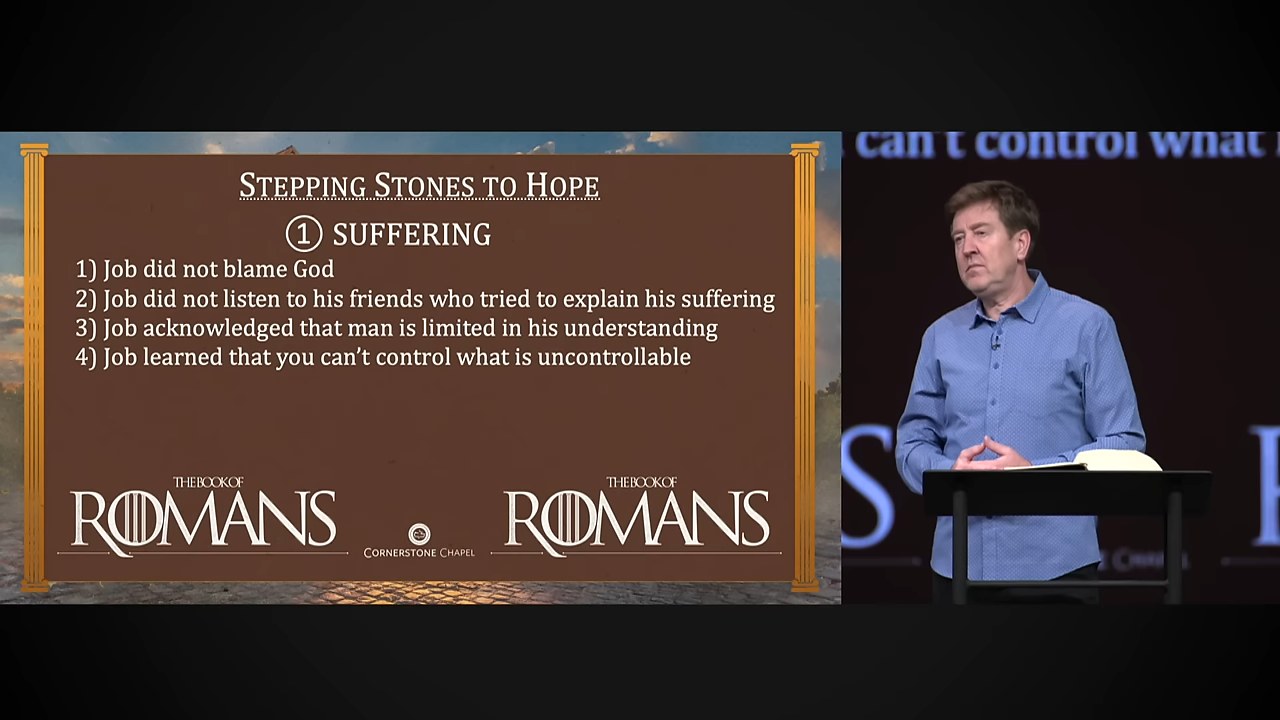 STEPPING STONES TO HOPE
① SUFFERING
1) Job did not blame God
2) Job did not listen to his friends who tried to explain his suffering
3) Job acknowledged that man is limited in his understanding
4) Job learned that you can’t control what is uncontrollable
THE BOOK OF
ROMANS
CORNERSTONE CHAPEL
THE BOOK OF
ROMANS
can't control what
S
CHAPEL